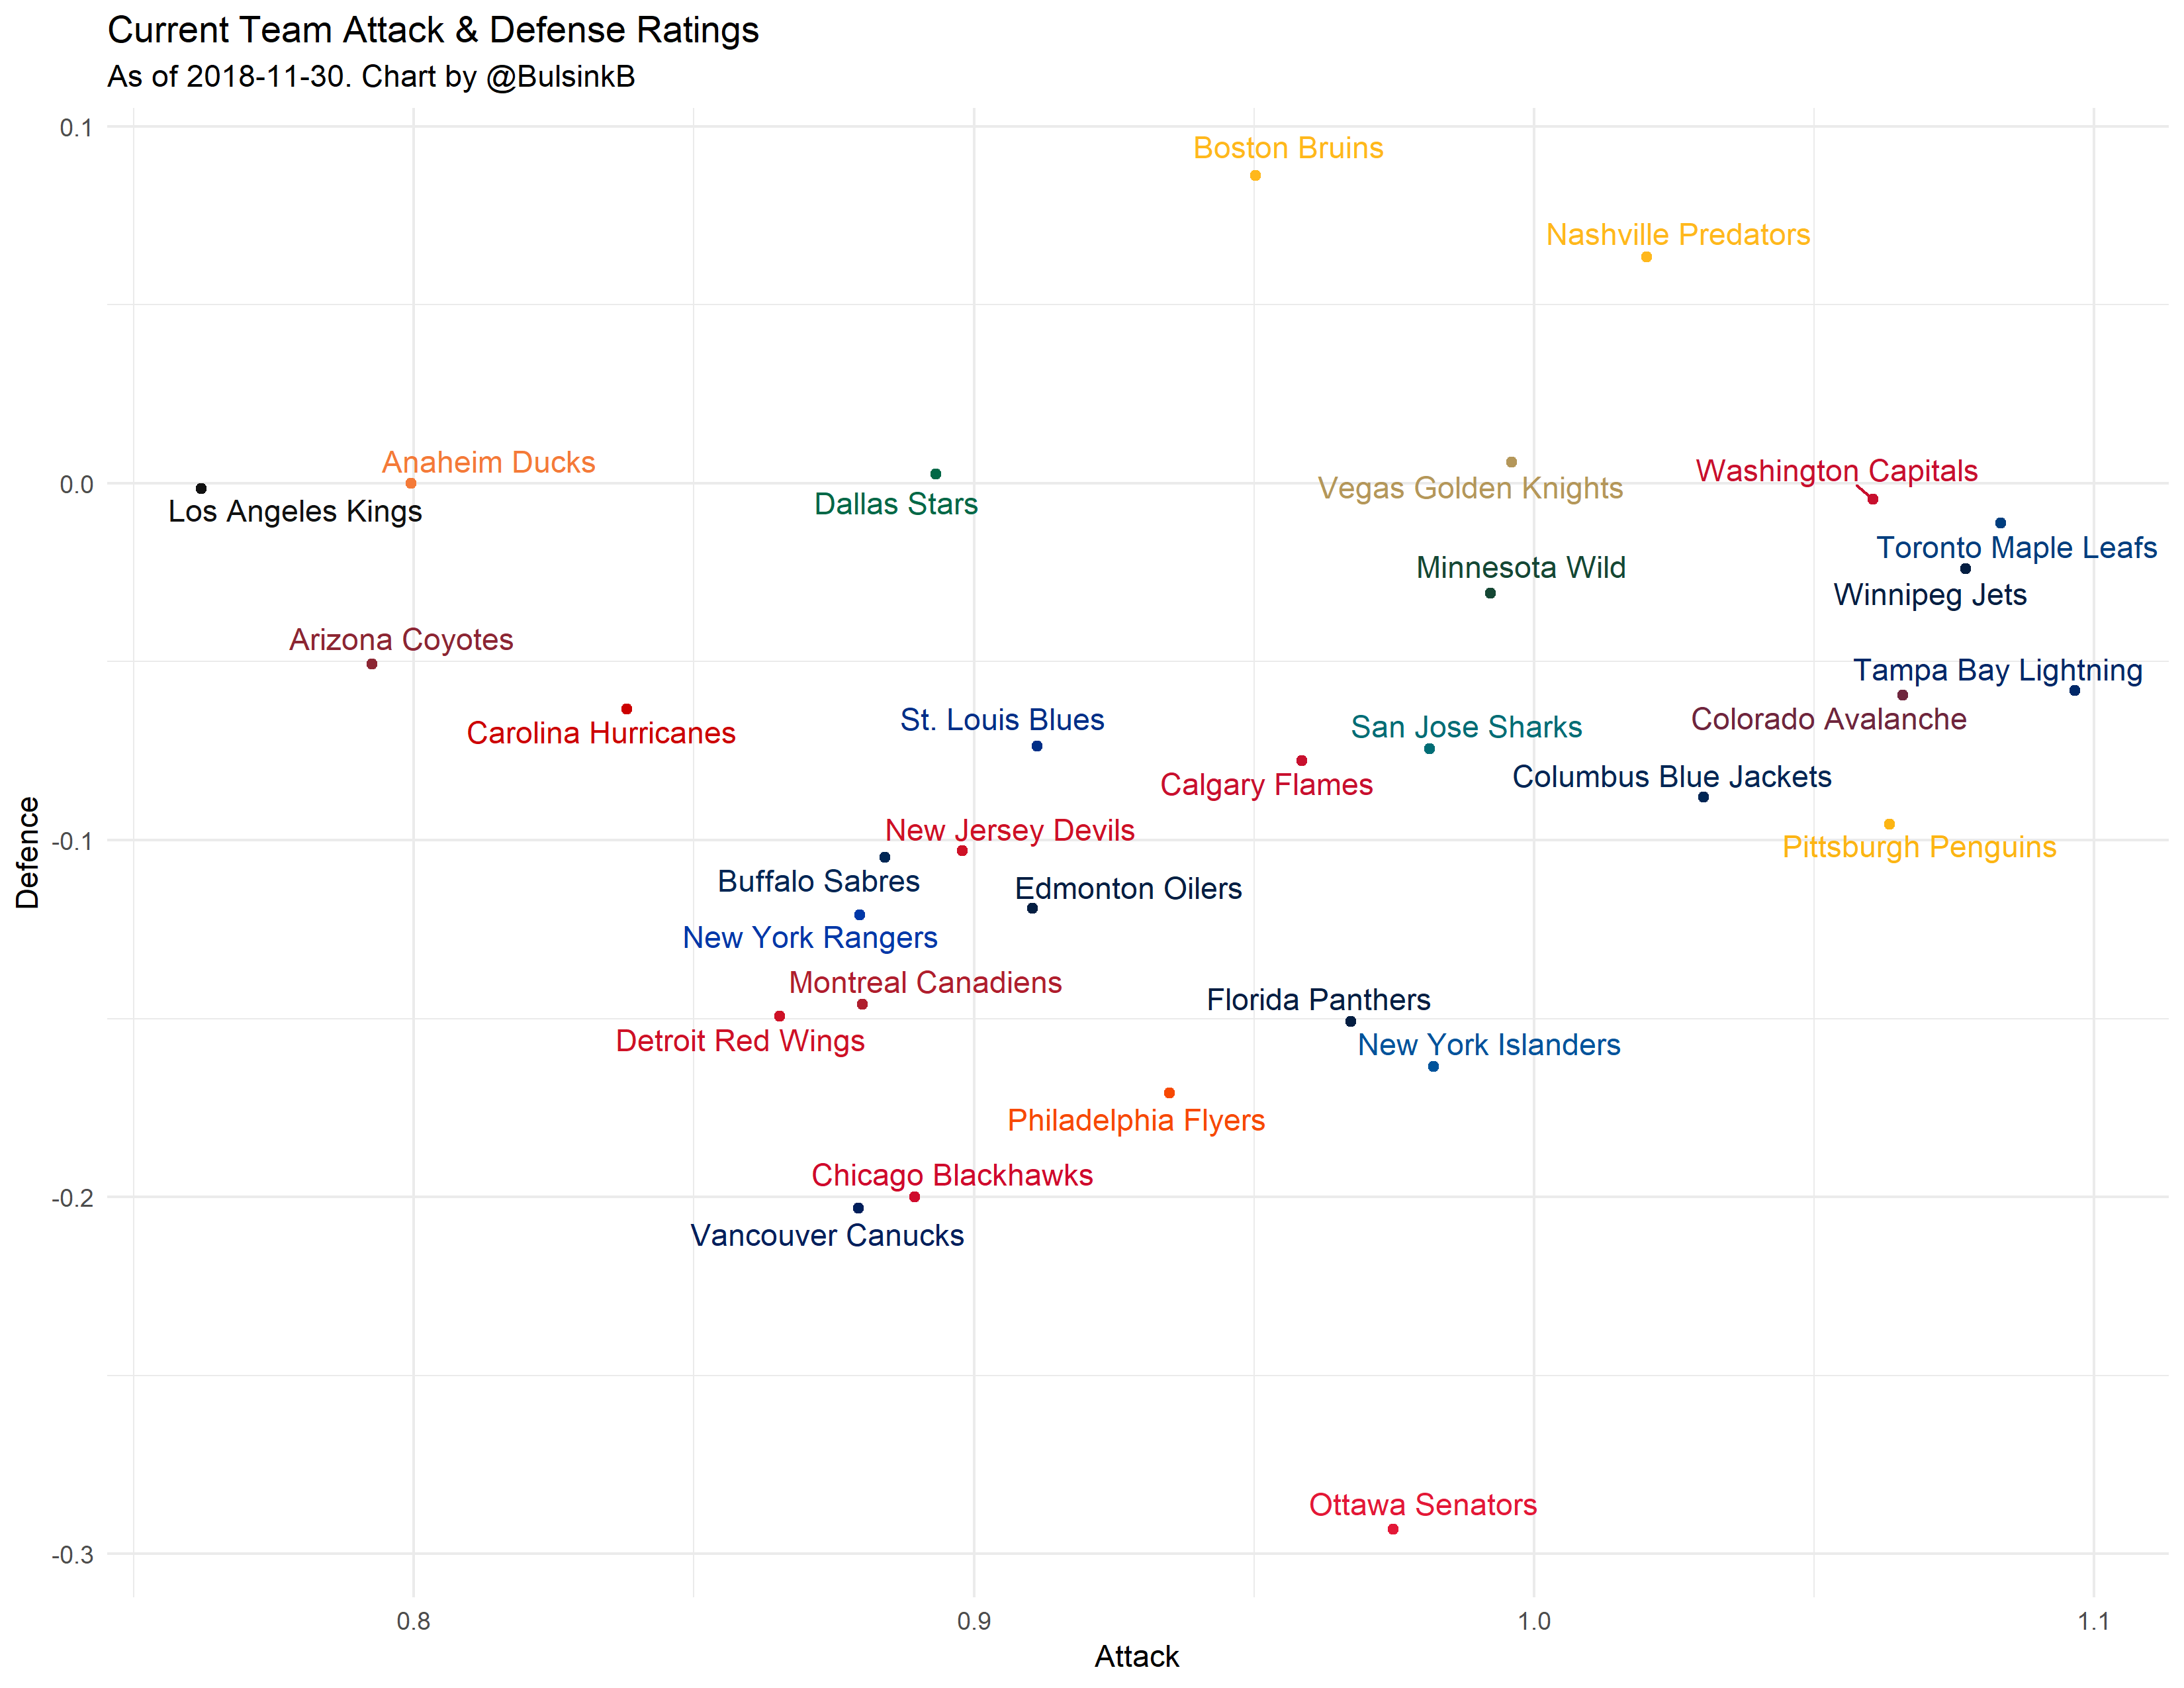 Current Team Attack & Defense Ratings
As of 2018-11-30. Chart by @BulsinkB
0.1
Boston Bruins
Nashville Predators
0.0
Anaheim Ducks
Los Angeles Kings
Dallas Stars
Vegas Golden Knights
Washington Capitals
Toronto Maple Leafs
Minnesota Wild
Winnipeg Jets
Arizona Coyotes
Tampa Bay Lightning
Carolina Hurricanes
St. Louis Blues
San Jose Sharks
Colorado Avalanche
Calgary Flames
Columbus Blue Jackets
Defence
-0.1
New Jersey Devils
Pittsburgh Penguins
Buffalo Sabres
Edmonton Oilers
New York Rangers
Montreal Canadiens
Florida Panthers
Detroit Red Wings
New York Islanders
Philadelphia Flyers
Chicago Blackhawks
-0.2
Vancouver Canucks
Ottawa Senators
-0.3
0.8
0.9
1.0
1.1
Attack